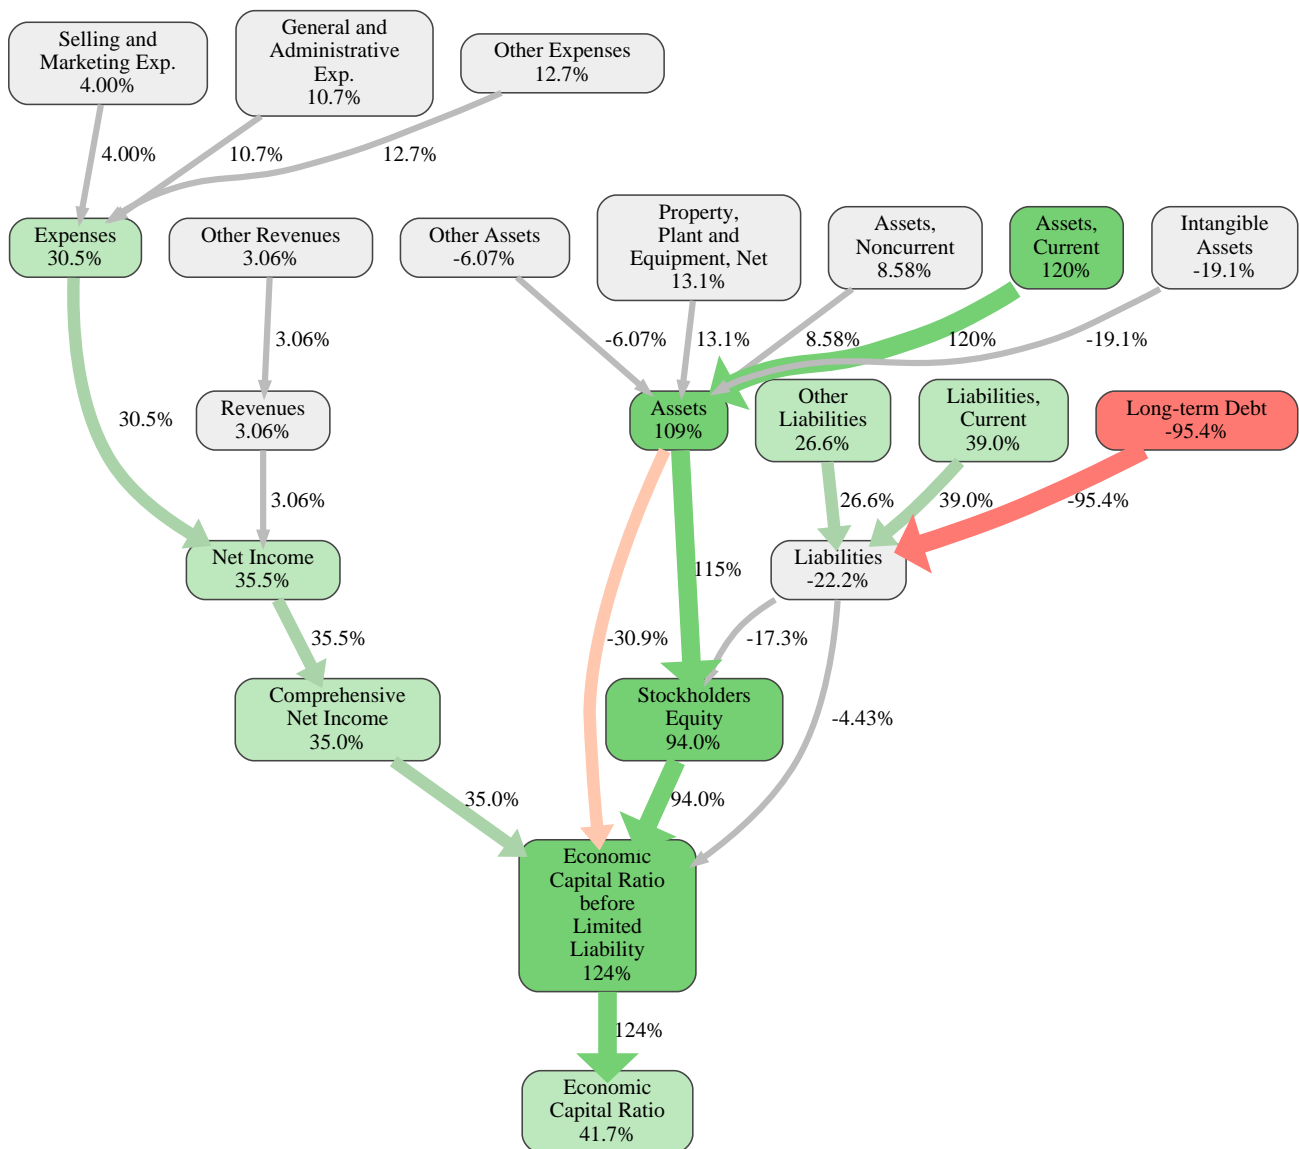 Selling and
Marketing Exp.
4.00%
General and
Administrative
Exp.
10.7%
Other Expenses
12.7%
4.00%
10.7%
12.7%
Expenses
30.5%
Other Revenues
3.06%
Other Assets
-6.07%
Property,
Plant and
Equipment, Net
13.1%
Assets,
Noncurrent
8.58%
Assets,
Current
120%
Intangible
Assets
-19.1%
3.06%
-6.07%
13.1%
8.58%
120%
-19.1%
30.5%
Revenues
3.06%
Assets
109%
Other
Liabilities
26.6%
Liabilities,
Current
39.0%
Long-term Debt
-95.4%
3.06%
26.6%
39.0%
-95.4%
Net Income
35.5%
115%
Liabilities
-22.2%
35.5%
-30.9%
-17.3%
-4.43%
Comprehensive
Net Income
35.0%
Stockholders
Equity
94.0%
35.0%
94.0%
Economic
Capital Ratio
before
Limited
Liability
124%
124%
Economic
Capital Ratio
41.7%